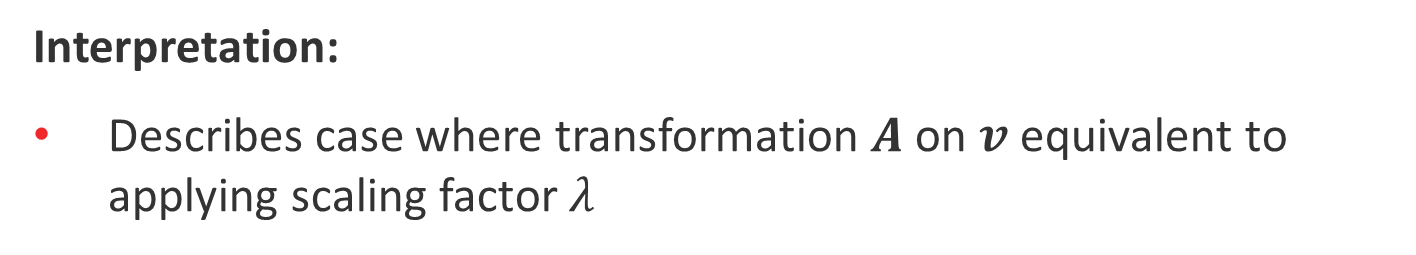 Interpretation:
• Describes case where transformation A on v equivalent to
applying scaling factor λ